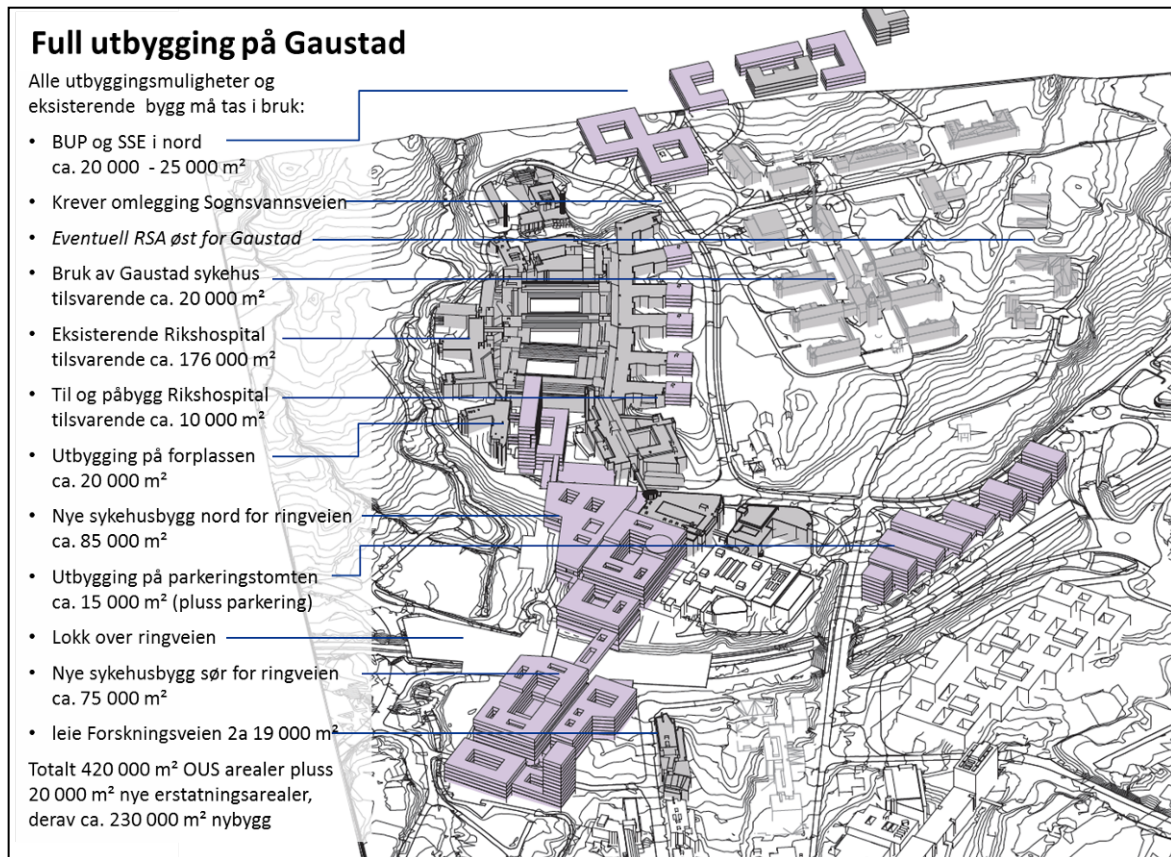 Full utbygging på Gaustad
Alle utbyggingsmuligheter og
eksisterende bygg må tas i bruk:
• BUP og SSE i nord
ca. 20 000 - 25 000 m²
• Krever omlegging Sognsvannsveien
• Eventuell RSA øst for Gaustad
• Bruk av Gaustad sykehus
tilsvarende ca. 20 000 m²
• Eksisterende Rikshospital
tilsvarende ca. 176 000 m²
• Til og påbygg Rikshospital
tilsvarende ca. 10 000 m²
• Utbygging på forplassen
ca. 20 000 m²
• Nye sykehusbygg nord for ringveien
ca. 85 000 m²
• Utbygging på parkeringstomten
ca. 15 000 m² (pluss parkering)
• Lokk over ringveien
• Nye sykehusbygg sør for ringveien
ca. 75 000 m²
• leie Forskningsveien 2a 19 000 m²
Totalt 420 000 m² OUS arealer pluss
20 000 m² nye erstatningsarealer,
derav ca. 230 000 m² nybygg